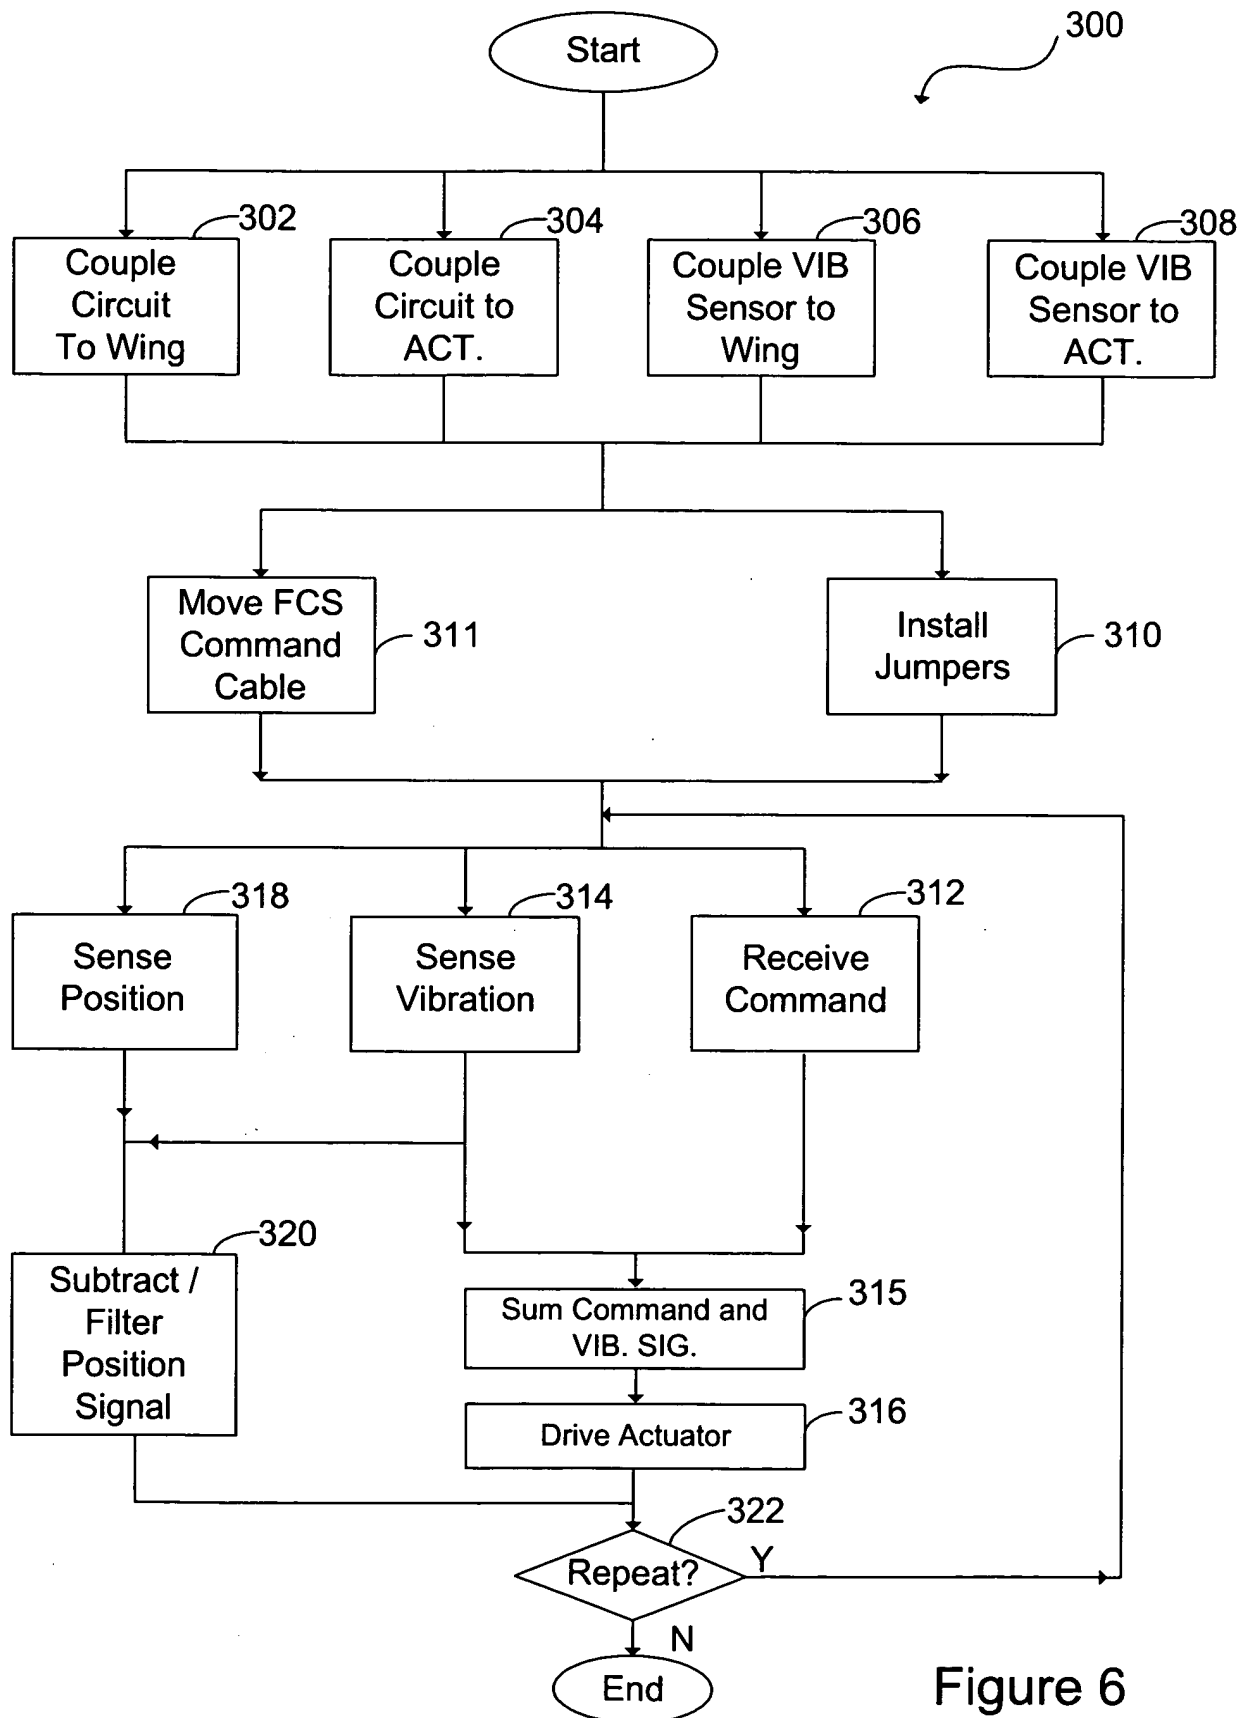 Start
300
302
304
306
308
Couple
Circuit
To Wing
Couple
Circuit to
ACT.
Couple VIB
Sensor to
Wing
Couple VIB
Sensor to
ACT.
Move FCS
Command
Cable
311
Install
Jumpers
310
318
314
312
Sense
Position
Sense
Vibration
Receive
Command
320
Subtract /
Filter
Position
Signal
Sum Command and
VIB. SIG.
315
Drive Actuator
316
322
Repeat?
Y
N
End
Figure 6